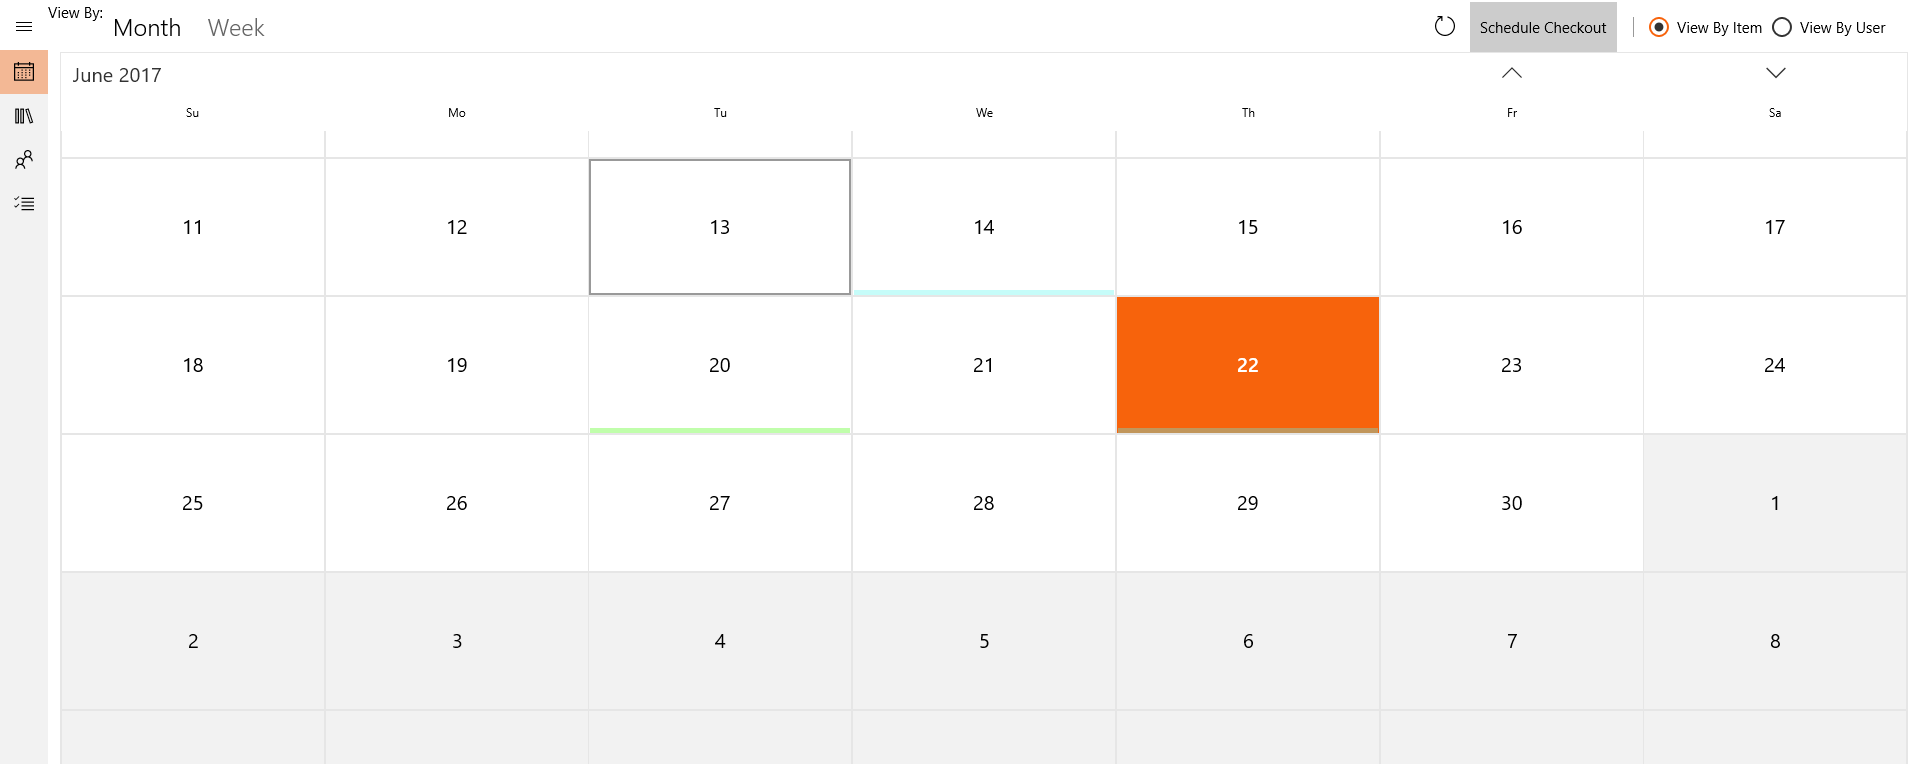 View By:
Month Week
Schedule Checkout
View By Item
View By User
June 2017
Su Mo Tu We Th Fr Sa
11 12 13 14 15 16 17
18 19 20 21 22 23 24
25 26 27 28 29 30 1
2 3 4 5 6 7 8